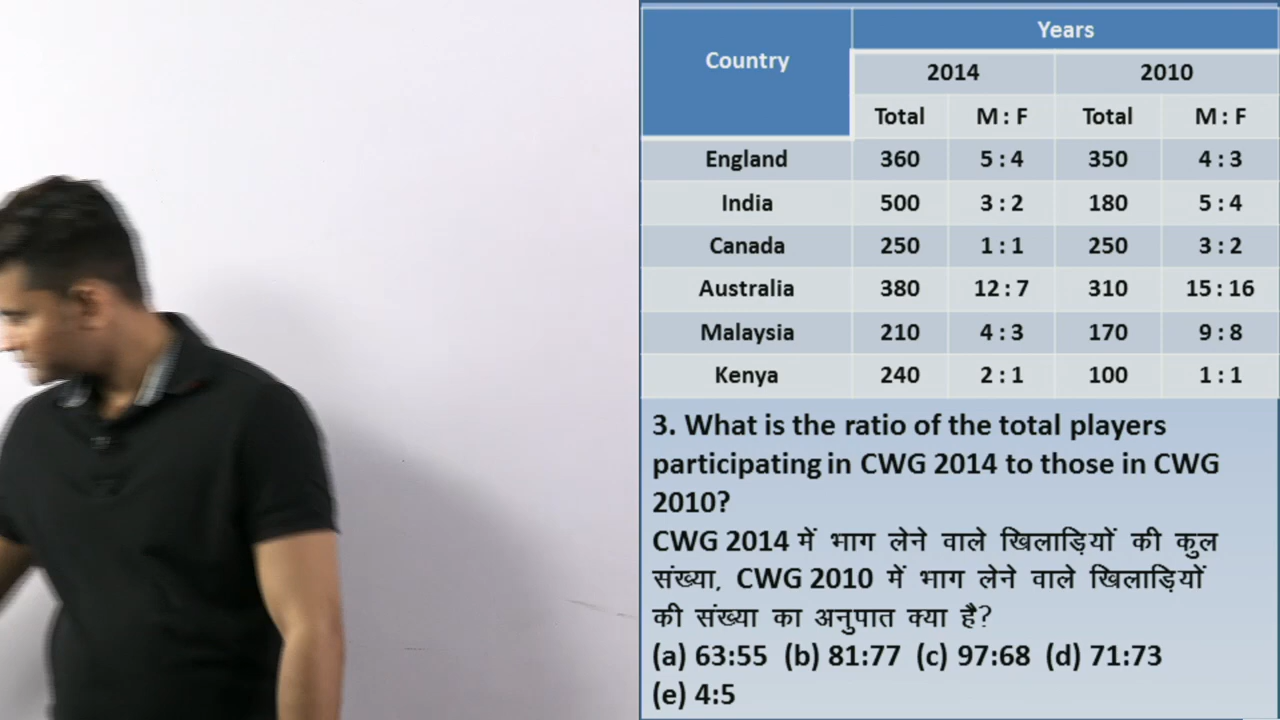 Country Years
2014 2010
Total M : F Total M : F
England 360 5 : 4 350 4 : 3
India 500 3 : 2 180 5 : 4
Canada 250 1 : 1 250 3 : 2
Australia 380 12 : 7 310 15 : 16
Malaysia 210 4 : 3 170 9 : 8
Kenya 240 2 : 1 100 1 : 1
3. What is the ratio of the total players
participating in CWG 2014 to those in CWG
2010?
CWG 2014 में भाग लेने वाले खिलाड़ियों की कुल
संख्या, CWG 2010 में भाग लेने वाले खिलाड़ियों
की संख्या का अनुपात क्या है?
(a) 63:55 (b) 81:77 (c) 97:68 (d) 71:73
(e) 4:5